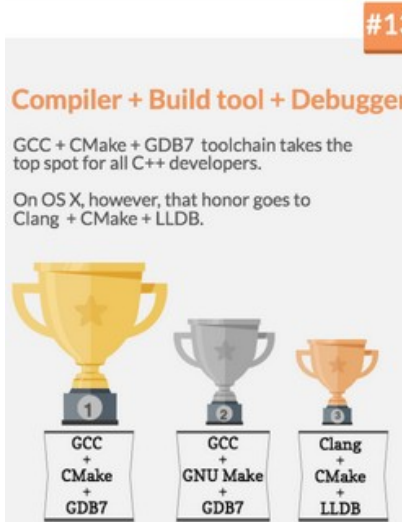 #13
Compiler + Build tool + Debugger
GCC + CMake + GDB7 toolchain takes the
top spot for all C++ developers.
On OS X, however, that honor goes to
Clang + CMake + LLDB.
1
2
3
GCC
+
CMake
+
GDB7
GCC
+
GNU Make
+
GDB7
Clang
+
CMake
+
LLDB